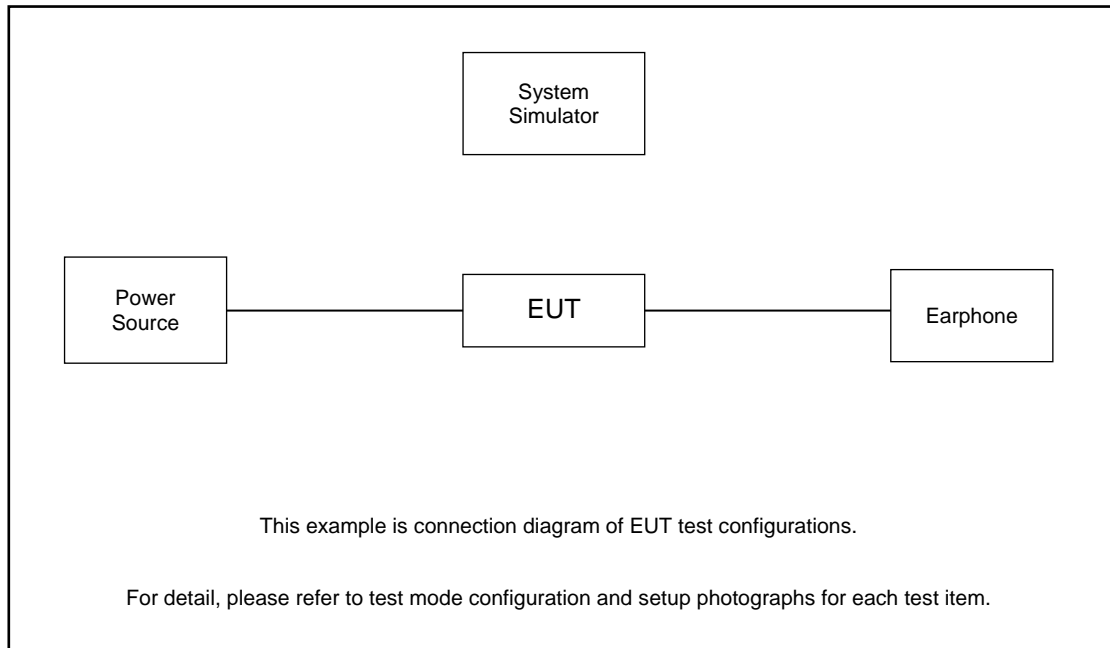 System
Simulator
Power
Source
EUT
Earphone
This example is connection diagram of EUT test configurations.
For detail, please refer to test mode configuration and setup photographs for each test item.